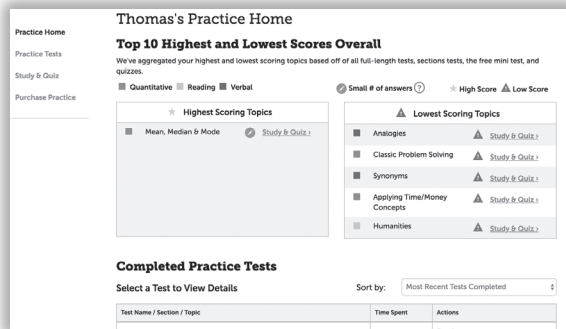 Thomas's Practice Home
Practice Home
Practice Tests
Study & Quiz
Purchase Practice
Top 10 Highest and Lowest Scores Overall
We've aggregated your highest and lowest scoring topics based off of all full-length tests, sections tests, the free mini test, and
quizzes.
Quantitative Reading Verbal
Small # of answers ? High Score Low Score
Highest Scoring Topics
Mean, Median & Mode Study & Quiz ›
Lowest Scoring Topics
Analogies Study & Quiz ›
Classic Problem Solving Study & Quiz ›
Synonyms Study & Quiz ›
Applying Time/Money
Concepts Study & Quiz ›
Humanities Study & Quiz ›
Completed Practice Tests
Select a Test to View Details
Sort by: Most Recent Tests Completed
Test Name / Section / Topic Time Spent Actions